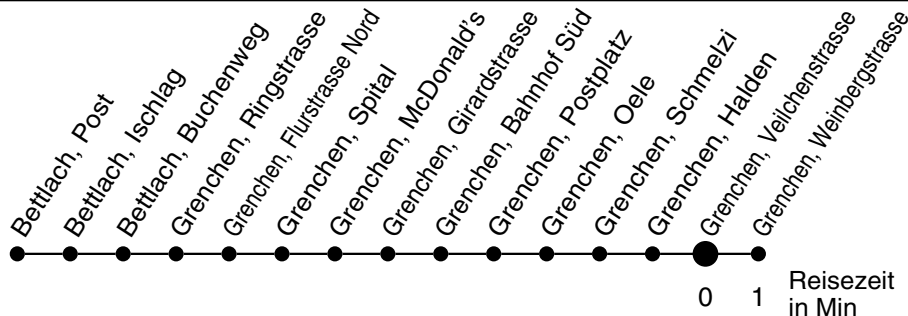 Bettlach, Post
Bettlach, Ischlag
Bettlach, Buchenweg
Grenchen, Ringstrasse
Grenchen, Flurstrasse Nord
Grenchen, Spital
Grenchen, McDonald's
Grenchen, Girardstrasse
Grenchen, Bahnhof Süd
Grenchen, Postplatz
Grenchen, Oele
Grenchen, Schmelzi
Grenchen, Halden
Grenchen, Veilchenstrasse
Grenchen, Weinbergstrasse
0 1 Reisezeit
in Min